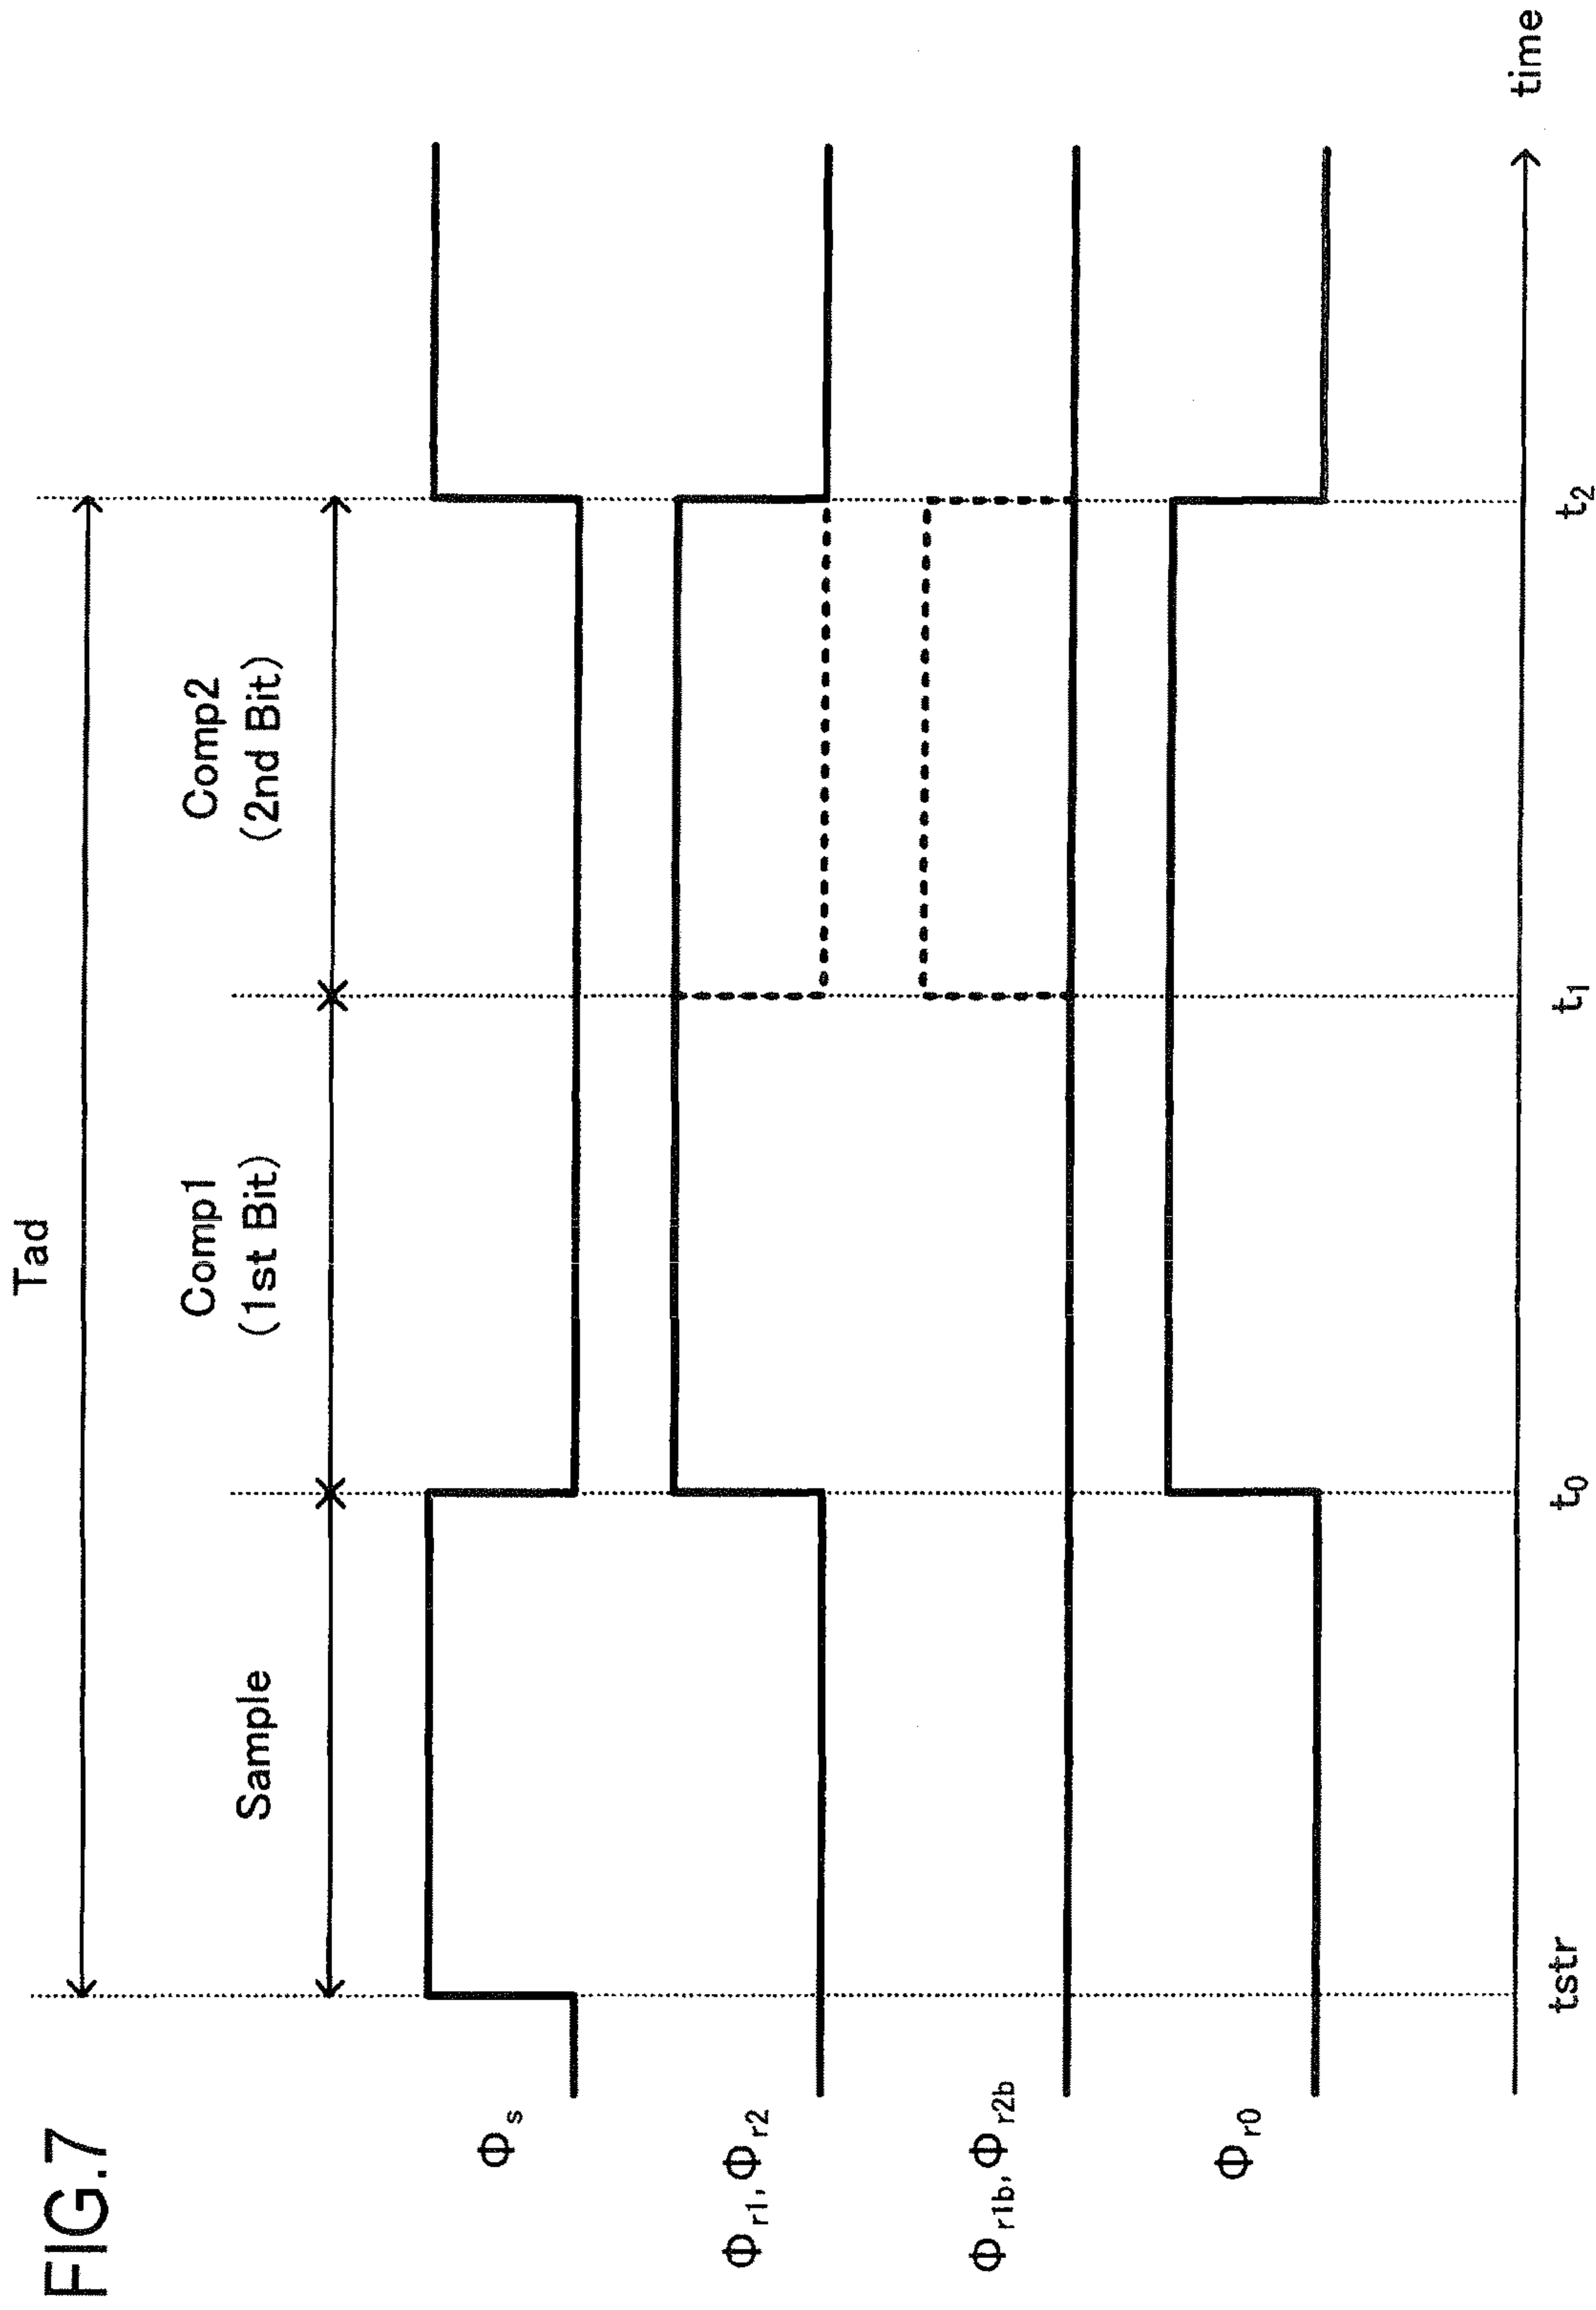 FIG.7
Tad
Sample
Comp1
(1st Bit)
Comp2
(2nd Bit)
Φs
Φr1, Φr2
Φr1b, Φr2b
Φr0
tstr
t0
t1
t2
time